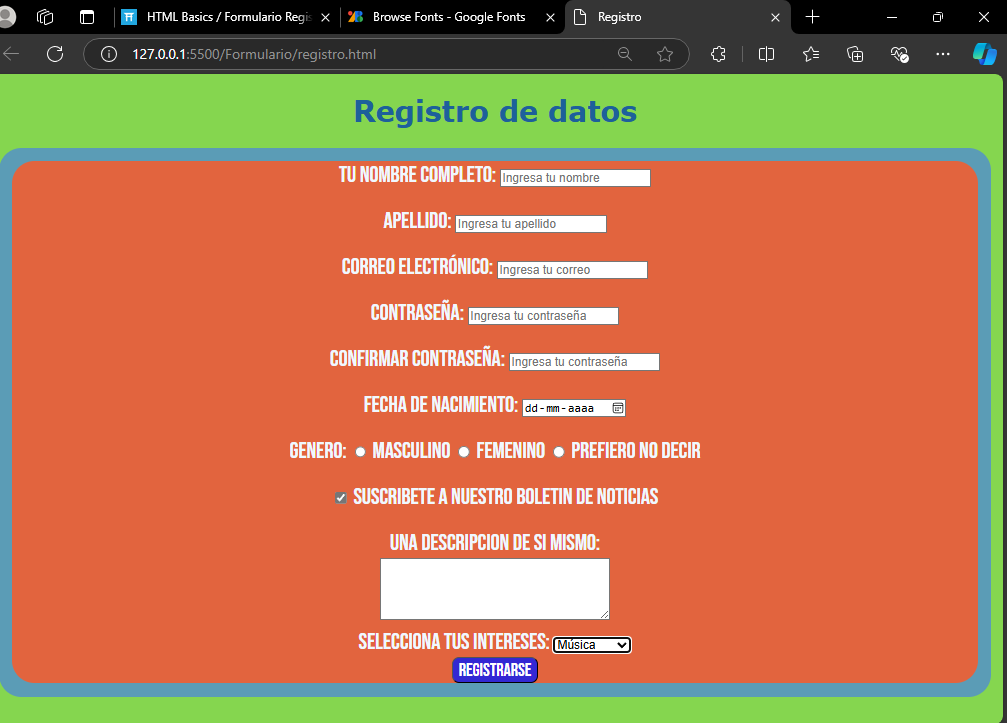 HTML Basics / Formulario Regis
Browse Fonts - Google Fonts
Registro
127.0.0.1:5500/Formulario/registro.html
Registro de datos
TU NOMBRE COMPLETO: Ingresa tu nombre
APELLIDO: Ingresa tu apellido
CORREO ELECTRÓNICO: Ingresa tu correo
CONTRASEÑA: Ingresa tu contraseña
CONFIRMAR CONTRASEÑA: Ingresa tu contraseña
FECHA DE NACIMIENTO: dd-mm-aaaa
GENERO: MASCULINO FEMENINO PREFIERO NO DECIR
SUSCRIBETE A NUESTRO BOLETIN DE NOTICIAS
UNA DESCRIPCION DE SI MISMO:
SELECCIONA TUS INTERESES: Música
REGISTRARSE